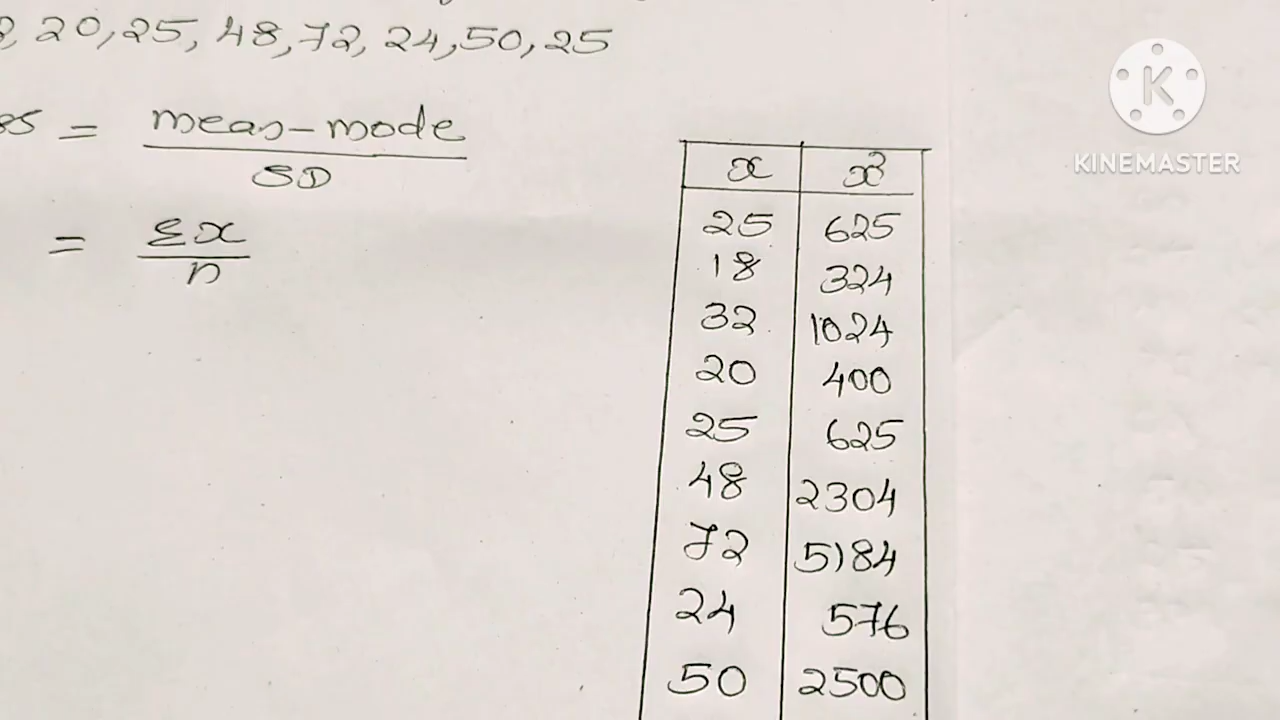 20, 25, 48, 72, 24, 50, 25
= mean-mode
SD
= Σx
n
x x²
25 625
18 324
32 1024
20 400
25 625
48 2304
72 5184
24 576
50 2500
KINEMASTER